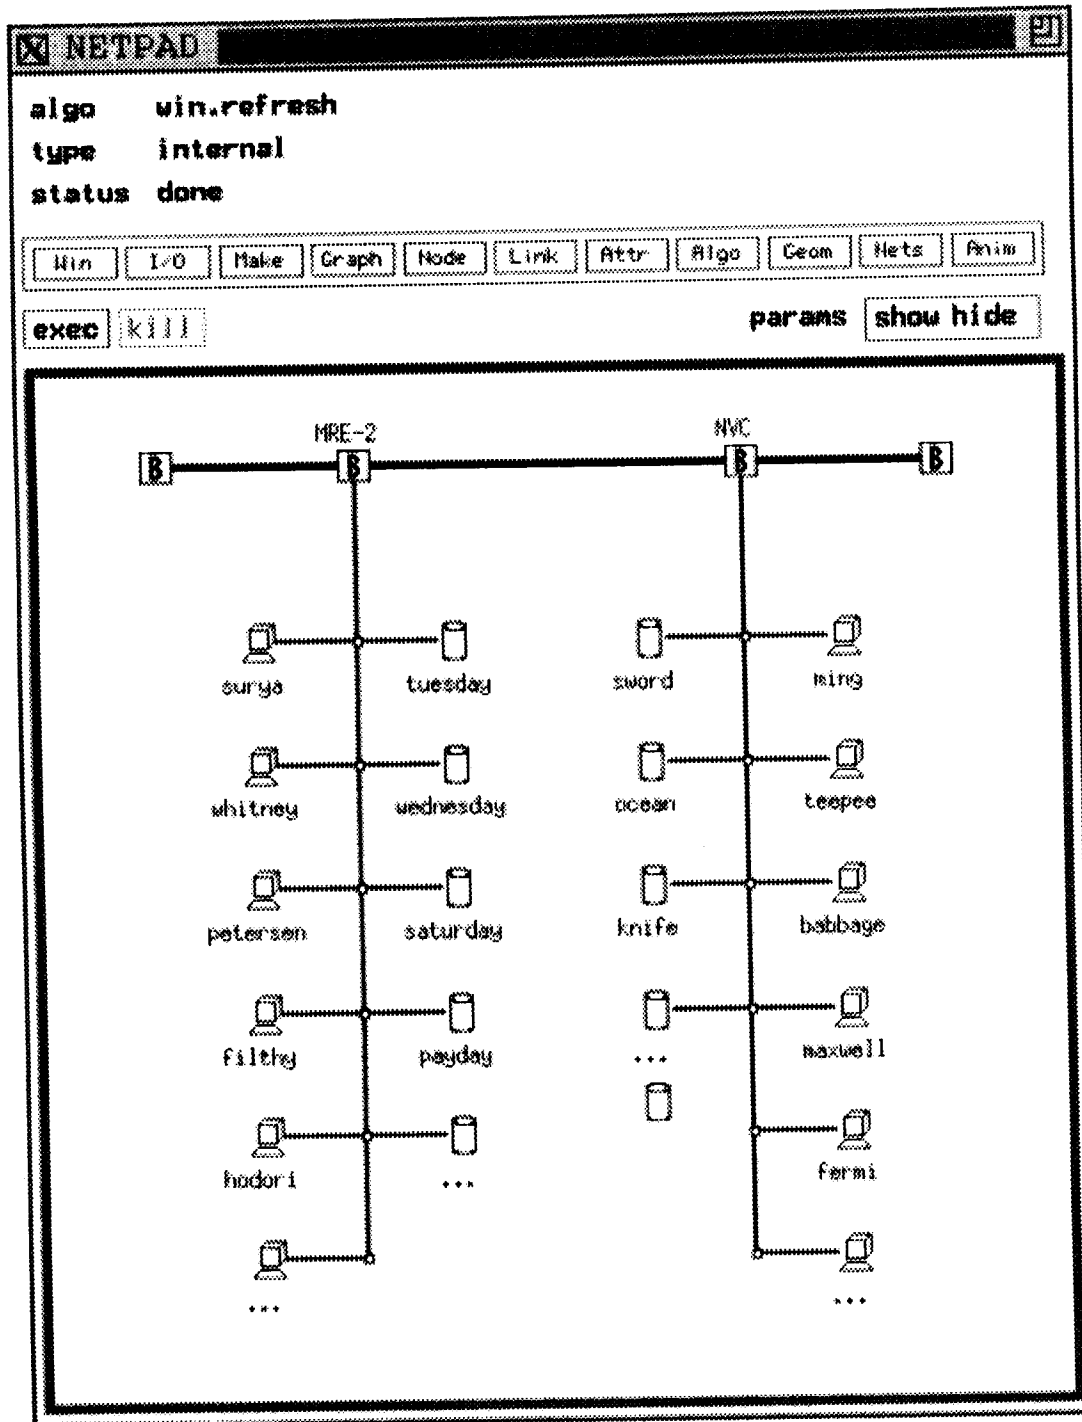 X NETPAD
algo win.refresh
type internal
status done
Win I/O Make Graph Node Link Attr Algo Geom Nets Anim
exec kill params show hide
MRE-2 NVC
B B B B
surya tuesday sword ming
whitney wednesday ocean teepee
petersen saturday knife babbage
filthy payday ... maxwell
hodori ... fermi
... ...